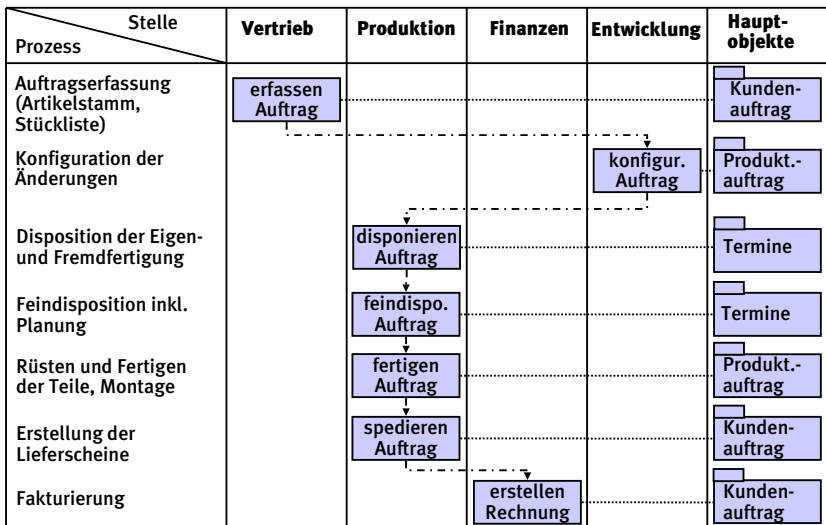 Stelle
Prozess
Vertrieb
Produktion
Finanzen
Entwicklung
Haupt-
objekte
Auftragserfassung
(Artikelstamm,
Stückliste)
erfassen
Auftrag
Kunden-
auftrag
Konfiguration der
Änderungen
konfigur.
Auftrag
Produkt.-
auftrag
Disposition der Eigen-
und Fremdfertigung
disponieren
Auftrag
Termine
Feindisposition inkl.
Planung
feindispo.
Auftrag
Termine
Rüsten und Fertigen
der Teile, Montage
fertigen
Auftrag
Produkt.-
auftrag
Erstellung der
Lieferscheine
spedieren
Auftrag
Kunden-
auftrag
Fakturierung
erstellen
Rechnung
Kunden-
auftrag